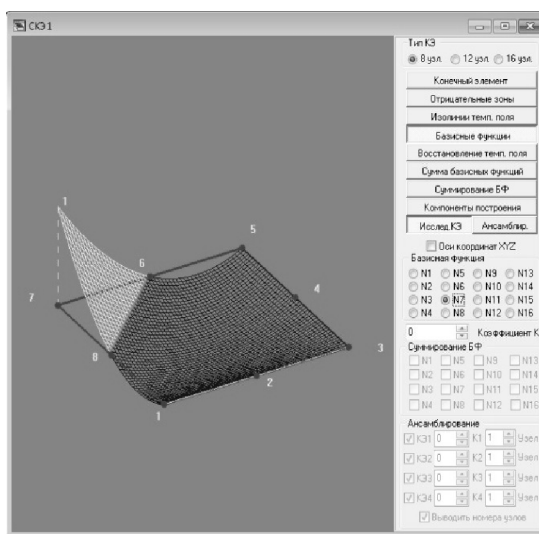 СКЭ1
Тип КЭ
8 узл. 12 узл. 16 узл.
Конечный элемент
Отрицательные зоны
Изолинии темп. поля
Базисные функции
Восстановление темп. поля
Сумма базисных функций
Суммирование БФ
Компоненты построения
Исслед.КЭ Ансамблир.
Оси координат XYZ
Базисная функция
N1 N5 N9 N13
N2 N6 N10 N14
N3 N7 N11 N15
N4 N8 N12 N16
0 Коэффициент К
Суммирование БФ
N1 N5 N9 N13
N2 N6 N10 N14
N3 N7 N11 N15
N4 N8 N12 N16
Ансамблирование
КЭ1 0 К1 1 Узел
КЭ2 0 К2 1 Узел
КЭ3 0 К3 1 Узел
КЭ4 0 К4 1 Узел
Выводить номера узлов
1
5
6
7
4
8
3
2
1